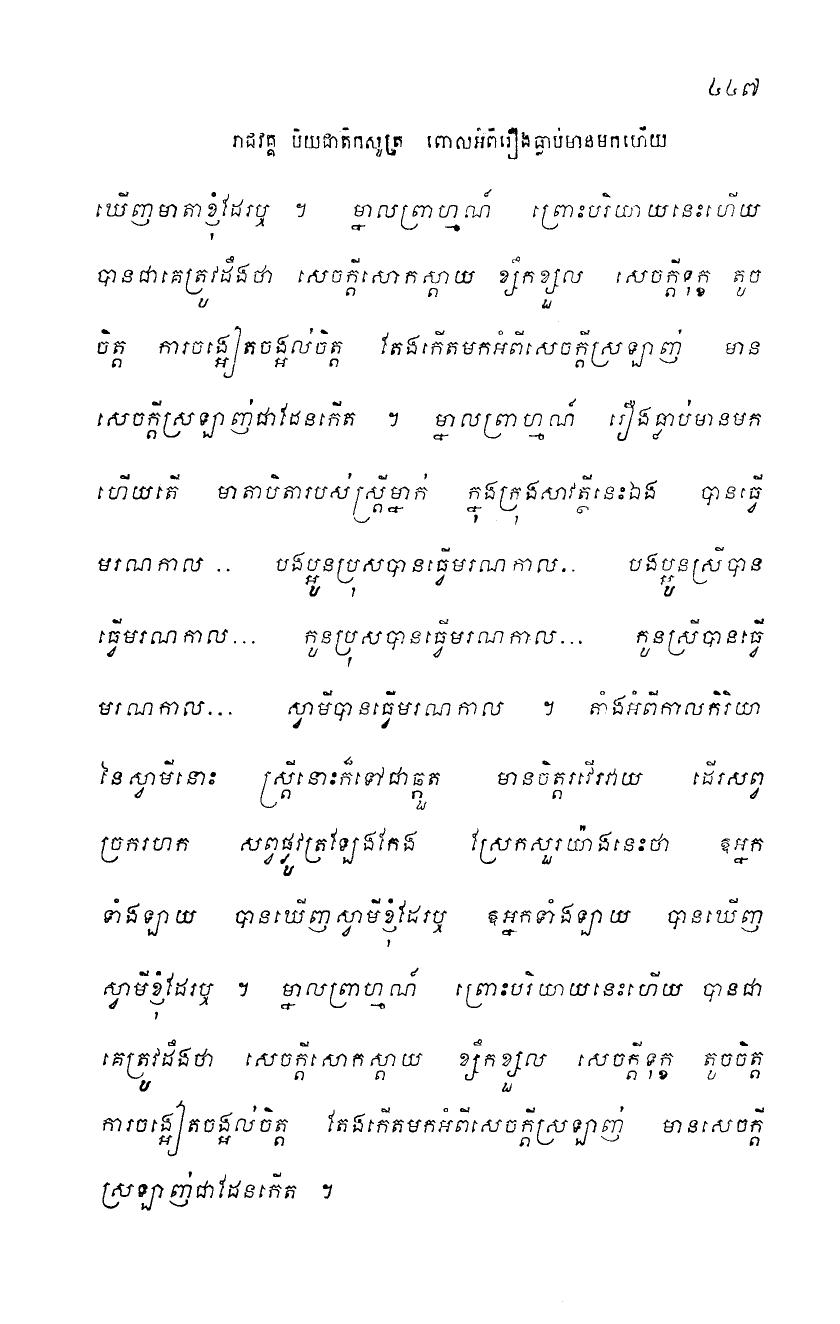 ៤៤៧
រាជវគ្គ បិយជាតិកសូត្រ ពោលអំពីរឿងធ្លាប់មានមកហើយ
ឃើញមាតាខ្ញុំដែរឬ ។ ម្នាលព្រាហ្មណ៍ ព្រោះបរិយាយនេះហើយ
បានជាគេត្រូវដឹងថា សេចក្តីសោកស្តាយ ខ្សឹកខ្សួល សេចក្តីទុក្ខ តូច
ចិត្ត ការចង្អៀតចង្អល់ចិត្ត តែងកើតមកអំពីសេចក្តីស្រឡាញ់ មាន
សេចក្តីស្រឡាញ់ជាដែនកើត ។ ម្នាលព្រាហ្មណ៍ រឿងធ្លាប់មានមក
ហើយតើ មាតាបិតារបស់ស្ត្រីម្នាក់ ក្នុងក្រុងសាវត្ថីនេះឯង បានធ្វើ
មរណកាល .. បងប្អូនប្រុសបានធ្វើមរណកាល.. បងប្អូនស្រីបាន
ធ្វើមរណកាល... កូនប្រុសបានធ្វើមរណកាល... កូនស្រីបានធ្វើ
មរណកាល... ស្វាមីបានធ្វើមរណកាល ។ តាំងអំពីកាលកិរិយា
នៃស្វាមីនោះ ស្ត្រីនោះក៏ទៅជាឆ្កួត មានចិត្តរវើរវាយ ដើរសព្វ
ច្រករហក សព្វផ្លូវត្រឡែងកែង ស្រែកសួរយ៉ាងនេះថា ឱអ្នក
ទាំងឡាយ បានឃើញស្វាមីខ្ញុំដែរឬ ឱអ្នកទាំងឡាយ បានឃើញ
ស្វាមីខ្ញុំដែរឬ ។ ម្នាលព្រាហ្មណ៍ ព្រោះបរិយាយនេះហើយ បានជា
គេត្រូវដឹងថា សេចក្តីសោកស្តាយ ខ្សឹកខ្សួល សេចក្តីទុក្ខ តូចចិត្ត
ការចង្អៀតចង្អល់ចិត្ត តែងកើតមកអំពីសេចក្តីស្រឡាញ់ មានសេចក្តី
ស្រឡាញ់ជាដែនកើត ។